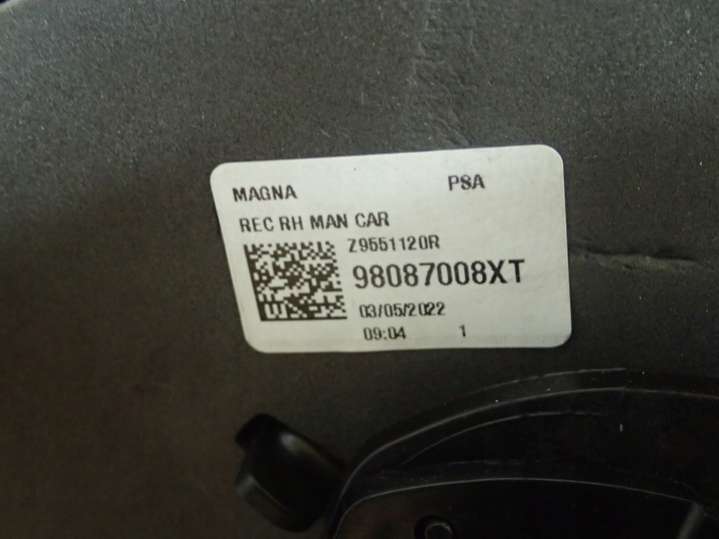 MAGNA PSA
REC RH MAN CAR
Z9551120R
98087008XT
03/05/2022
09:04 1